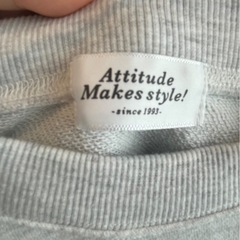 Attitude
Makes style!
-since 1993-